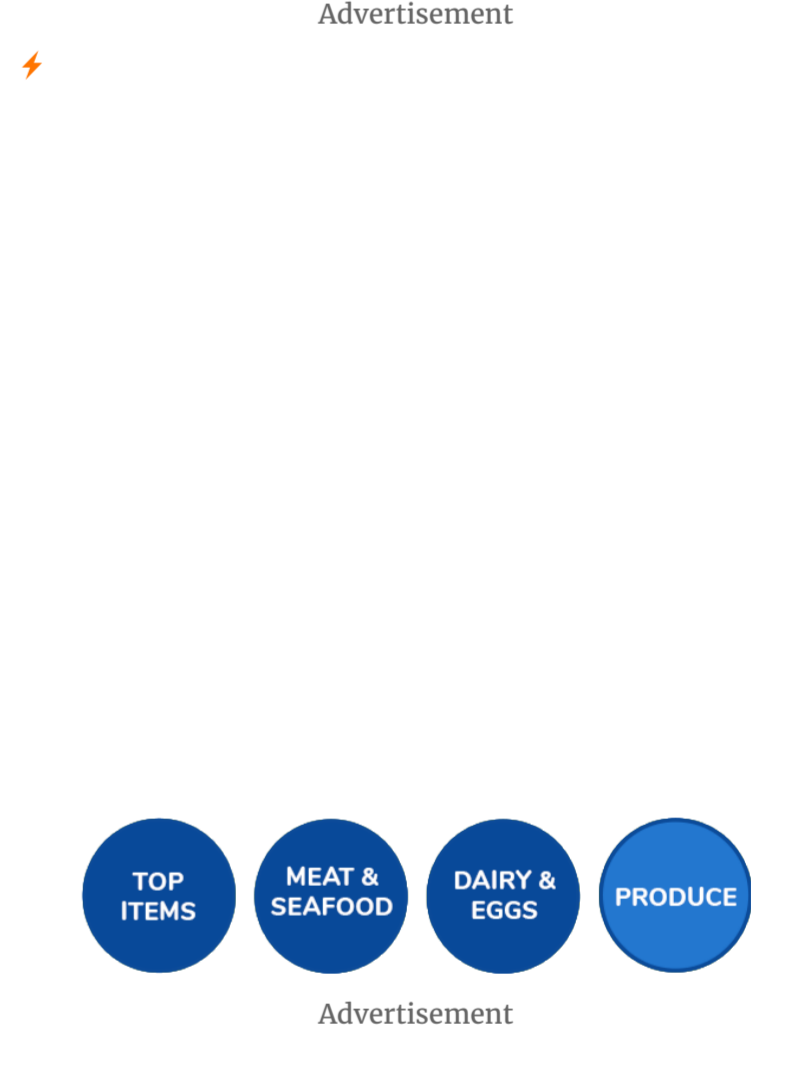 Advertisement
TOP
ITEMS
MEAT &
SEAFOOD
DAIRY &
EGGS
PRODUCE
Advertisement